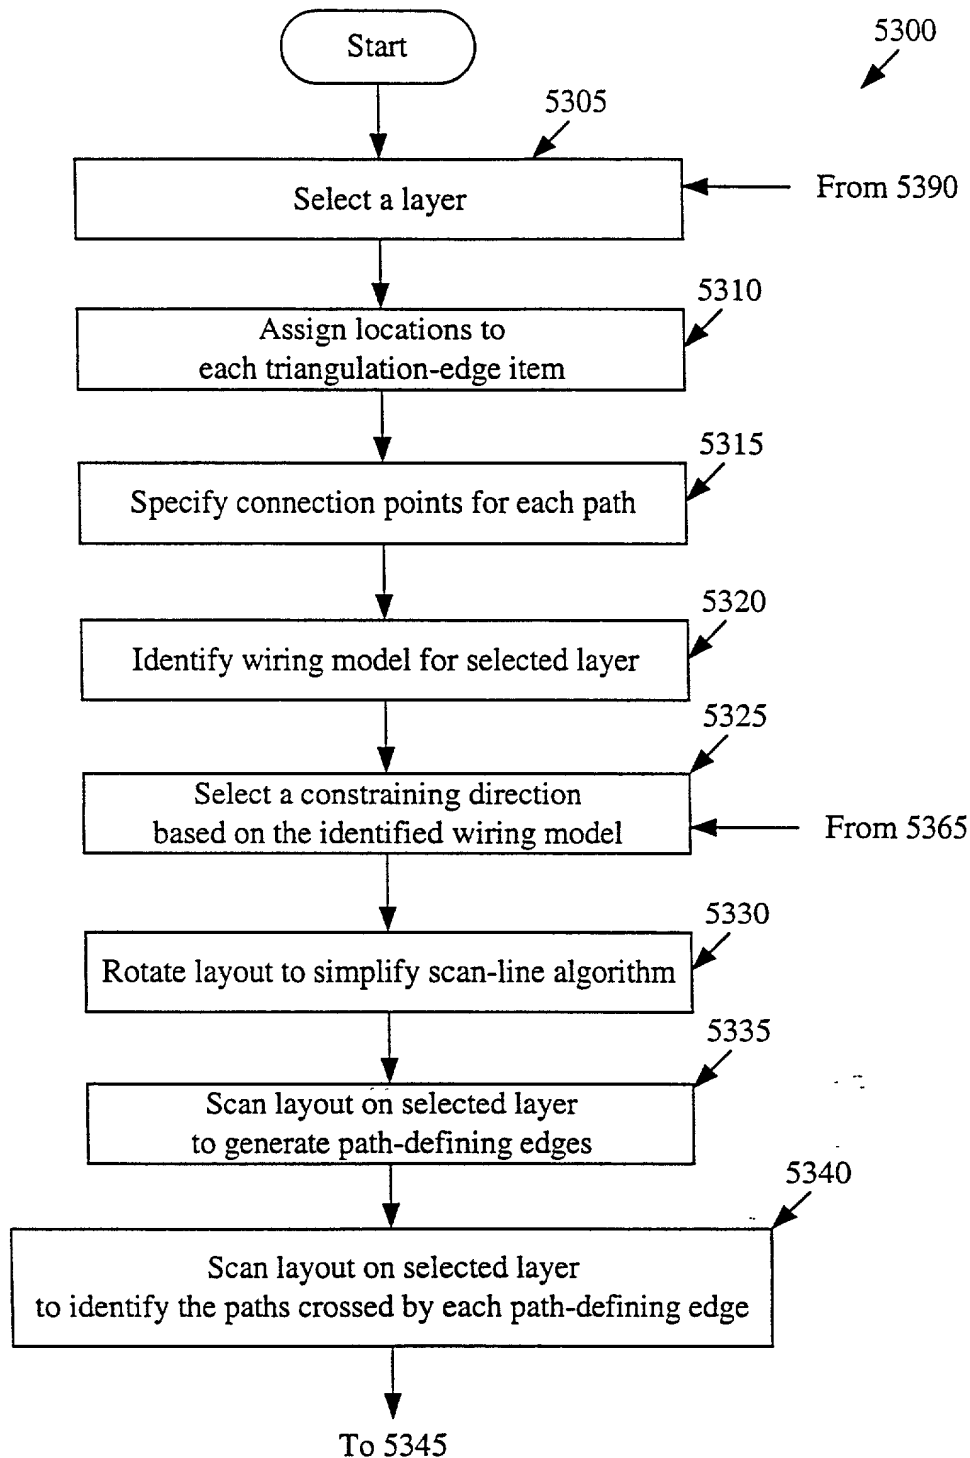 Start
5300
5305
Select a layer
From 5390
5310
Assign locations to
each triangulation-edge item
5315
Specify connection points for each path
5320
Identify wiring model for selected layer
5325
Select a constraining direction
based on the identified wiring model
From 5365
5330
Rotate layout to simplify scan-line algorithm
5335
Scan layout on selected layer
to generate path-defining edges
5340
Scan layout on selected layer
to identify the paths crossed by each path-defining edge
To 5345